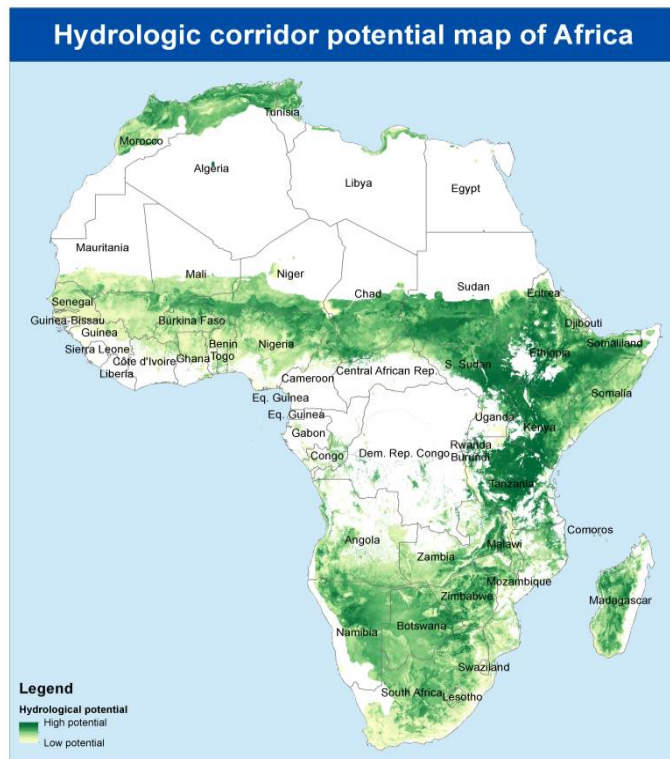 Hydrologic corridor potential map of Africa
Tunisia
Morocco
Algeria
Libya
Egypt
Mauritania
Mali
Niger
Chad
Sudan
Eritrea
Senegal
Guinea-Bissau
Burkina Faso
Djibouti
Guinea
Benin
Nigeria
Somaliland
Sierra Leone
Côte d'Ivoire
Ghana
Togo
Ethiopia
Liberia
Cameroon
Central African Rep.
S. Sudan
Somalia
Eq. Guinea
Eq. Guinea
Uganda
Kenya
Gabon
Congo
Dem. Rep. Congo
Rwanda
Burundi
Tanzania
Comoros
Angola
Malawi
Zambia
Mozambique
Zimbabwe
Madagascar
Namibia
Botswana
Swaziland
South Africa
Lesotho
Legend
Hydrological potential
High potential
Low potential